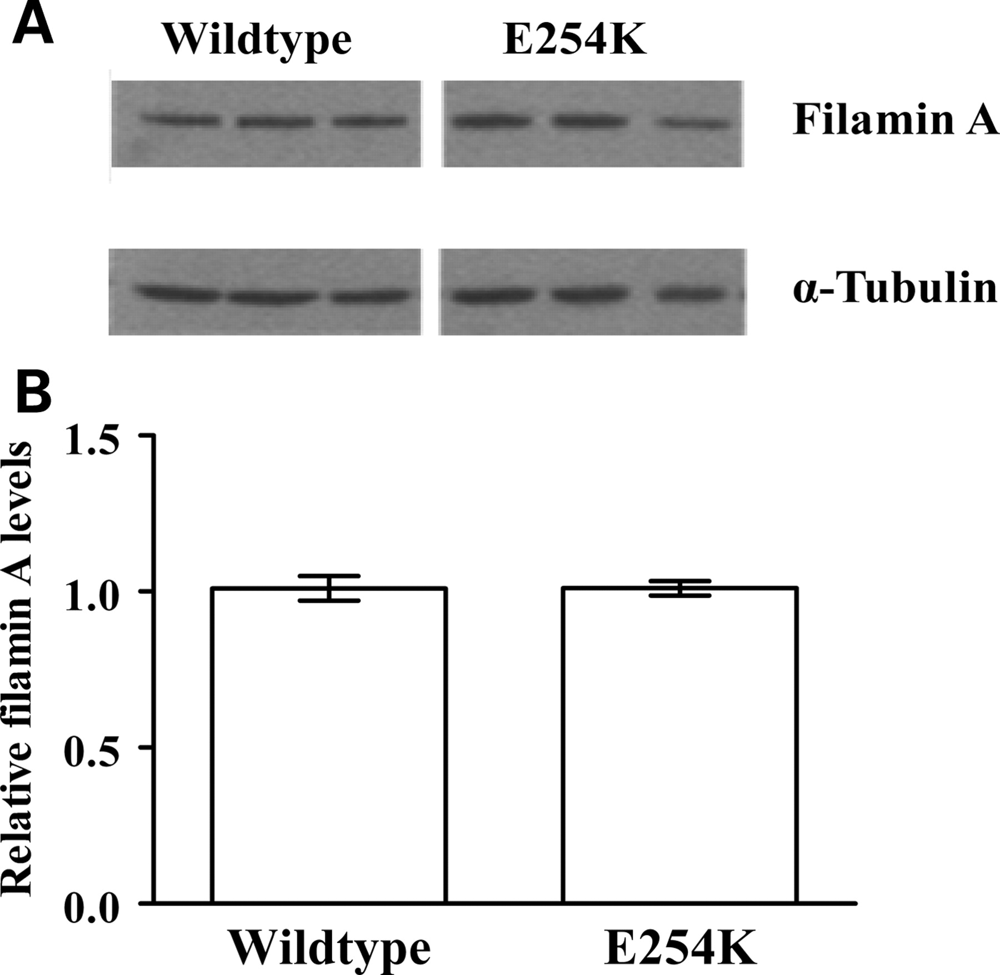 A
Wildtype E254K
Filamin A
α-Tubulin
B
Relative filamin A levels
1.5
1.0
0.5
0.0
Wildtype E254K